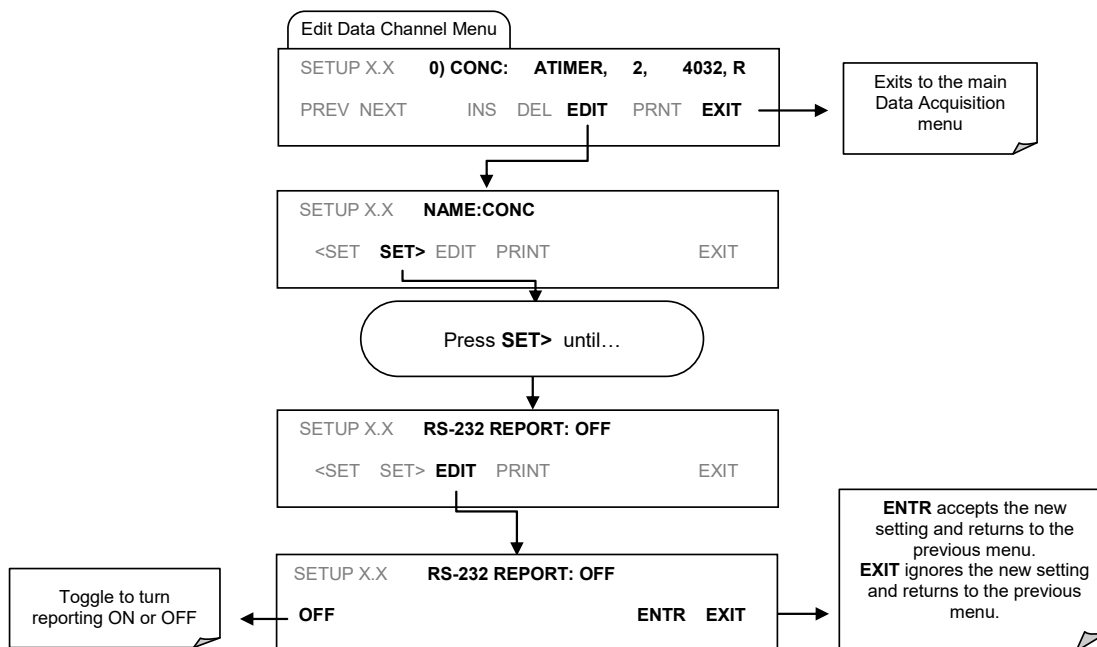 Edit Data Channel Menu
SETUP X.X 0) CONC: ATIMER, 2, 4032, R
PREV NEXT INS DEL EDIT PRNT EXIT
Exits to the main
Data Acquisition
menu
SETUP X.X NAME:CONC
<SET SET> EDIT PRINT EXIT
Press SET> until…
SETUP X.X RS-232 REPORT: OFF
<SET SET> EDIT PRINT EXIT
SETUP X.X RS-232 REPORT: OFF
OFF ENTR EXIT
Toggle to turn
reporting ON or OFF
ENTR accepts the new
setting and returns to the
previous menu.
EXIT ignores the new setting
and returns to the previous
menu.